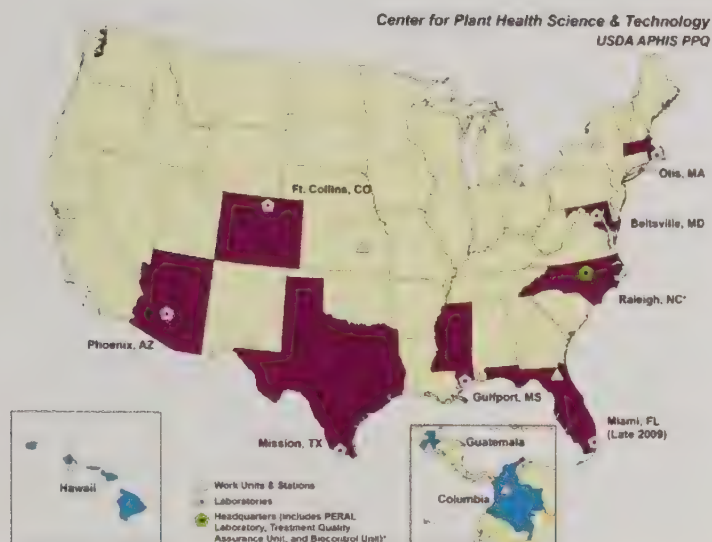 Center for Plant Health Science & Technology
USDA APHIS PPQ
Ft. Collins, CO
Otis, MA
Beltsville, MD
Raleigh, NC*
Phoenix, AZ
Gulfport, MS
Miami, FL
(Late 2009)
Mission, TX
Hawaii
Guatemala
Columbia
Work Units & Stations
Laboratories
Headquarters (includes PERAL
Laboratory, Treatment Quality
Assurance Unit, and Biocontrol Unit)*